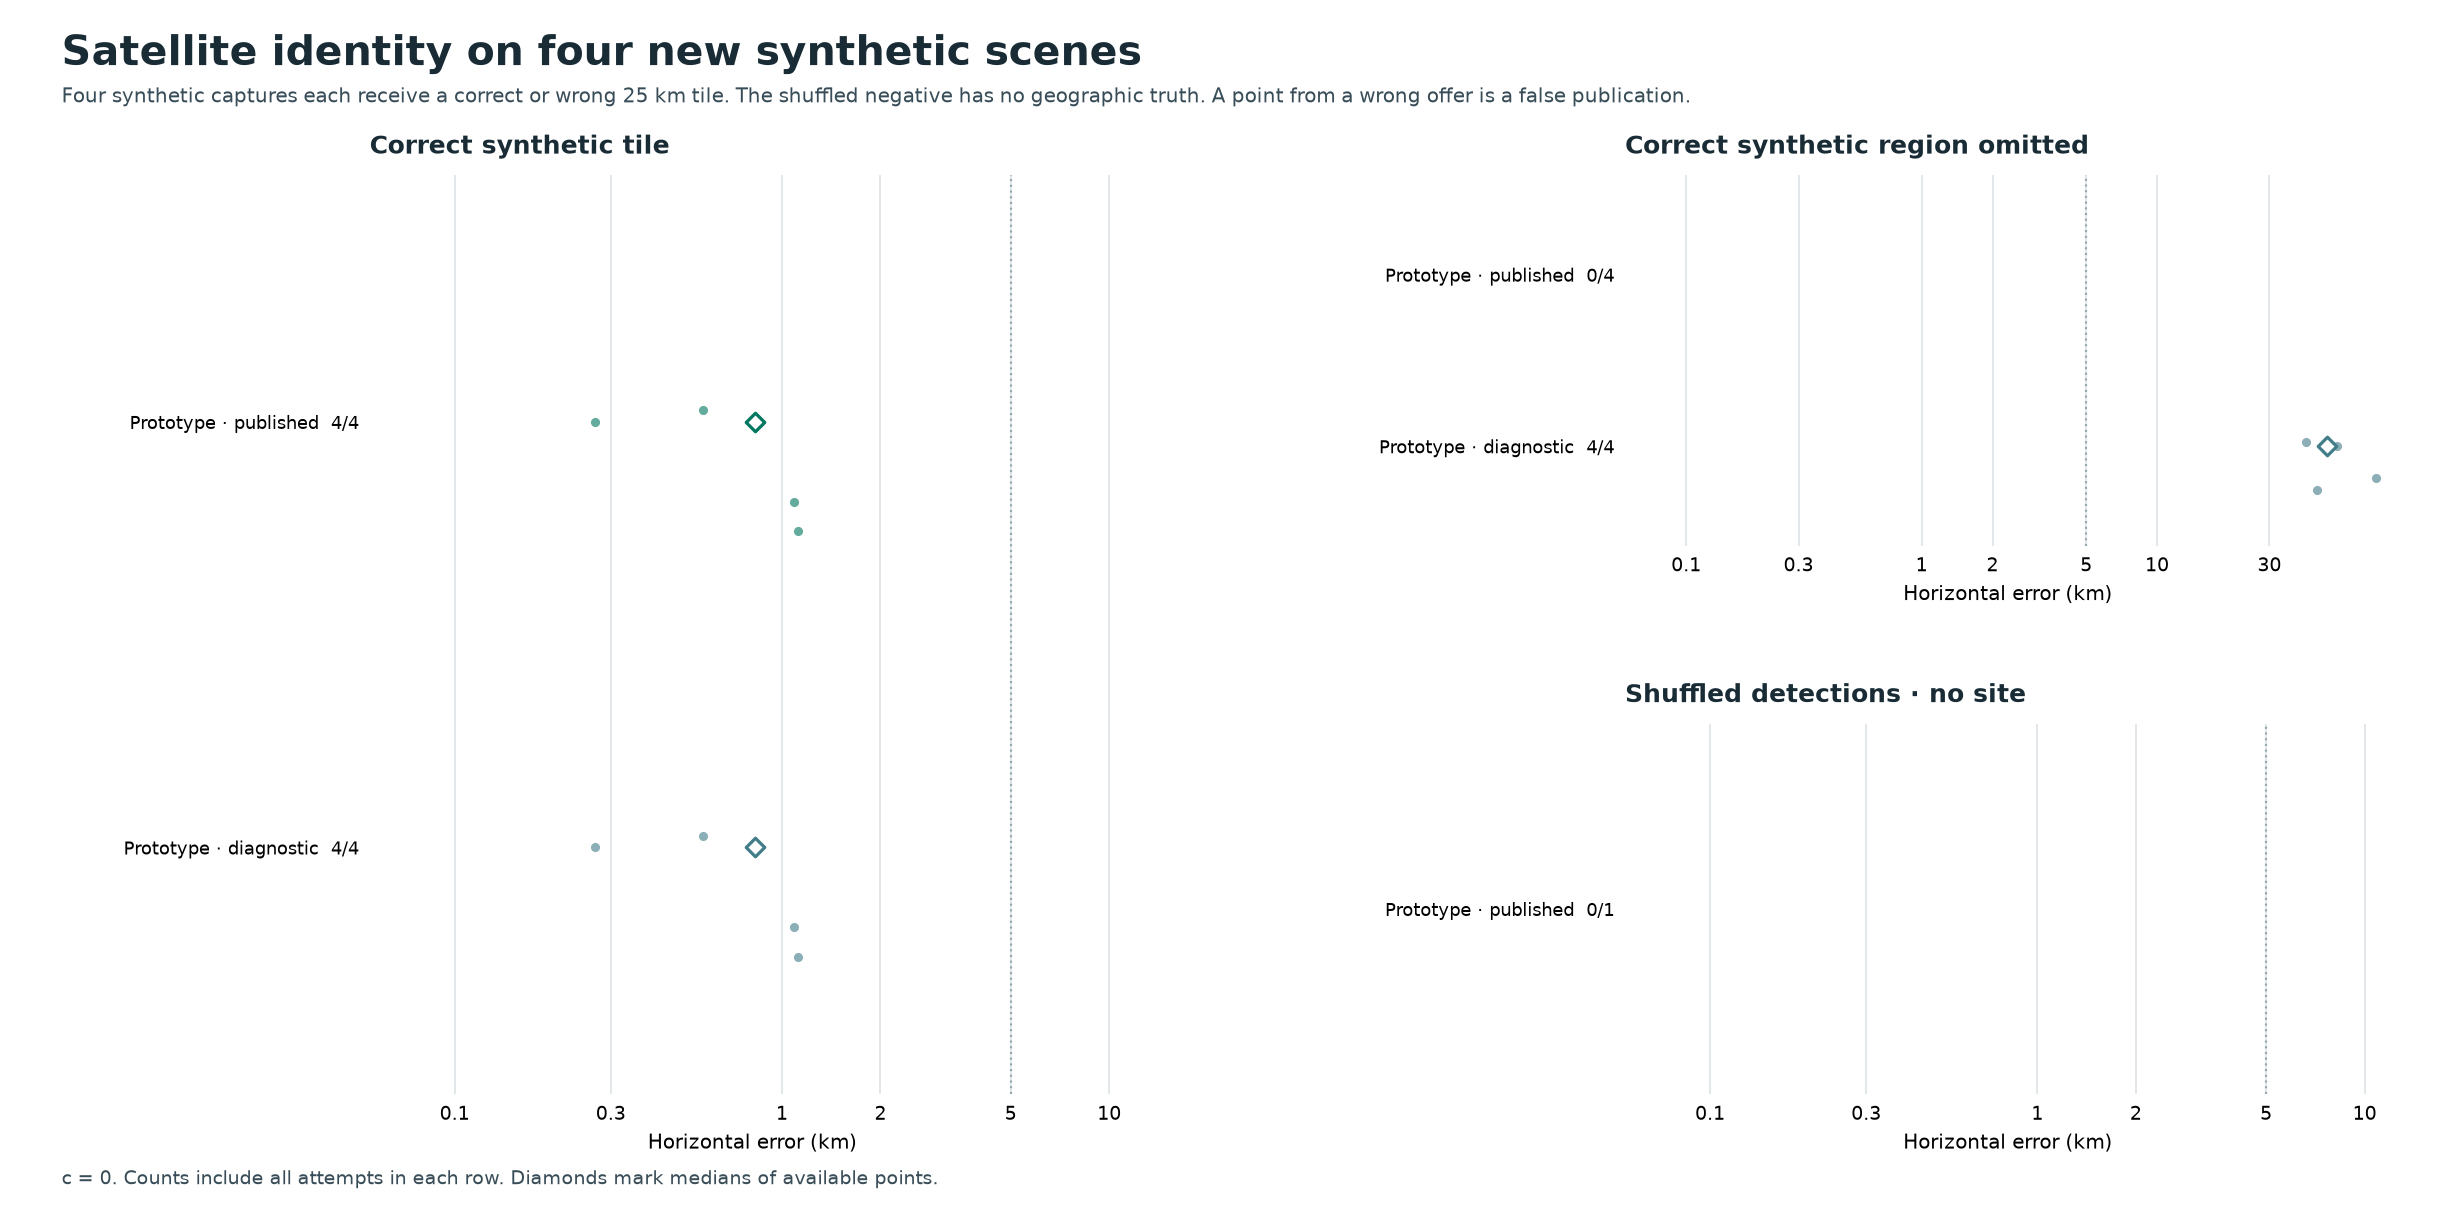 Satellite identity on four new synthetic scenes
Four synthetic captures each receive a correct or wrong 25 km tile. The shuffled negative has no geographic truth. A point from a wrong offer is a false publication.
Correct synthetic tile
Prototype · published 4/4
Prototype · diagnostic 4/4
0.1 0.3 1 2 5 10
Horizontal error (km)
Correct synthetic region omitted
Prototype · published 0/4
Prototype · diagnostic 4/4
0.1 0.3 1 2 5 10 30
Horizontal error (km)
Shuffled detections · no site
Prototype · published 0/1
0.1 0.3 1 2 5 10
Horizontal error (km)
c = 0. Counts include all attempts in each row. Diamonds mark medians of available points.